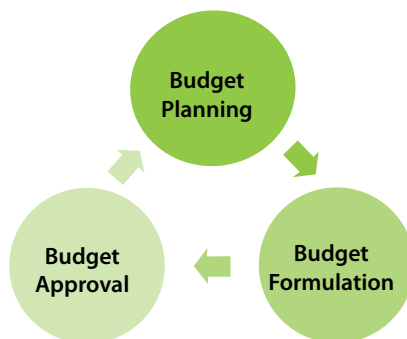 Budget
Planning
Budget
Formulation
Budget
Approval